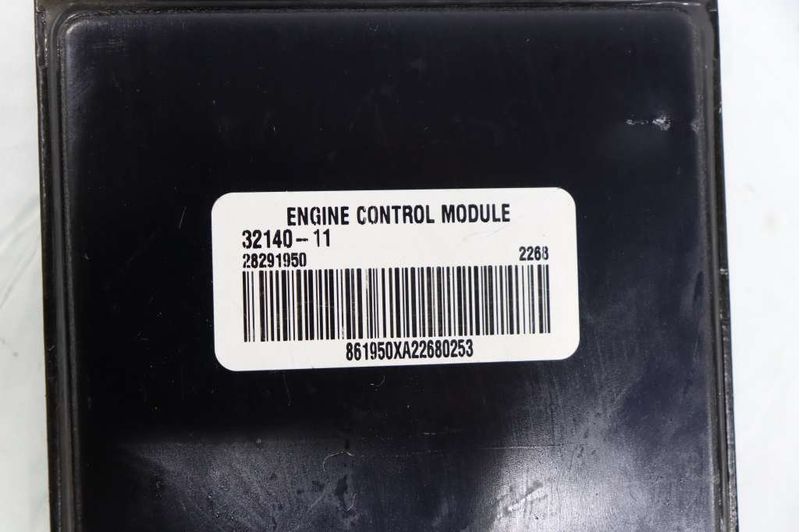 ENGINE CONTROL MODULE
32140-11
28291950 2268
861950XA22680253